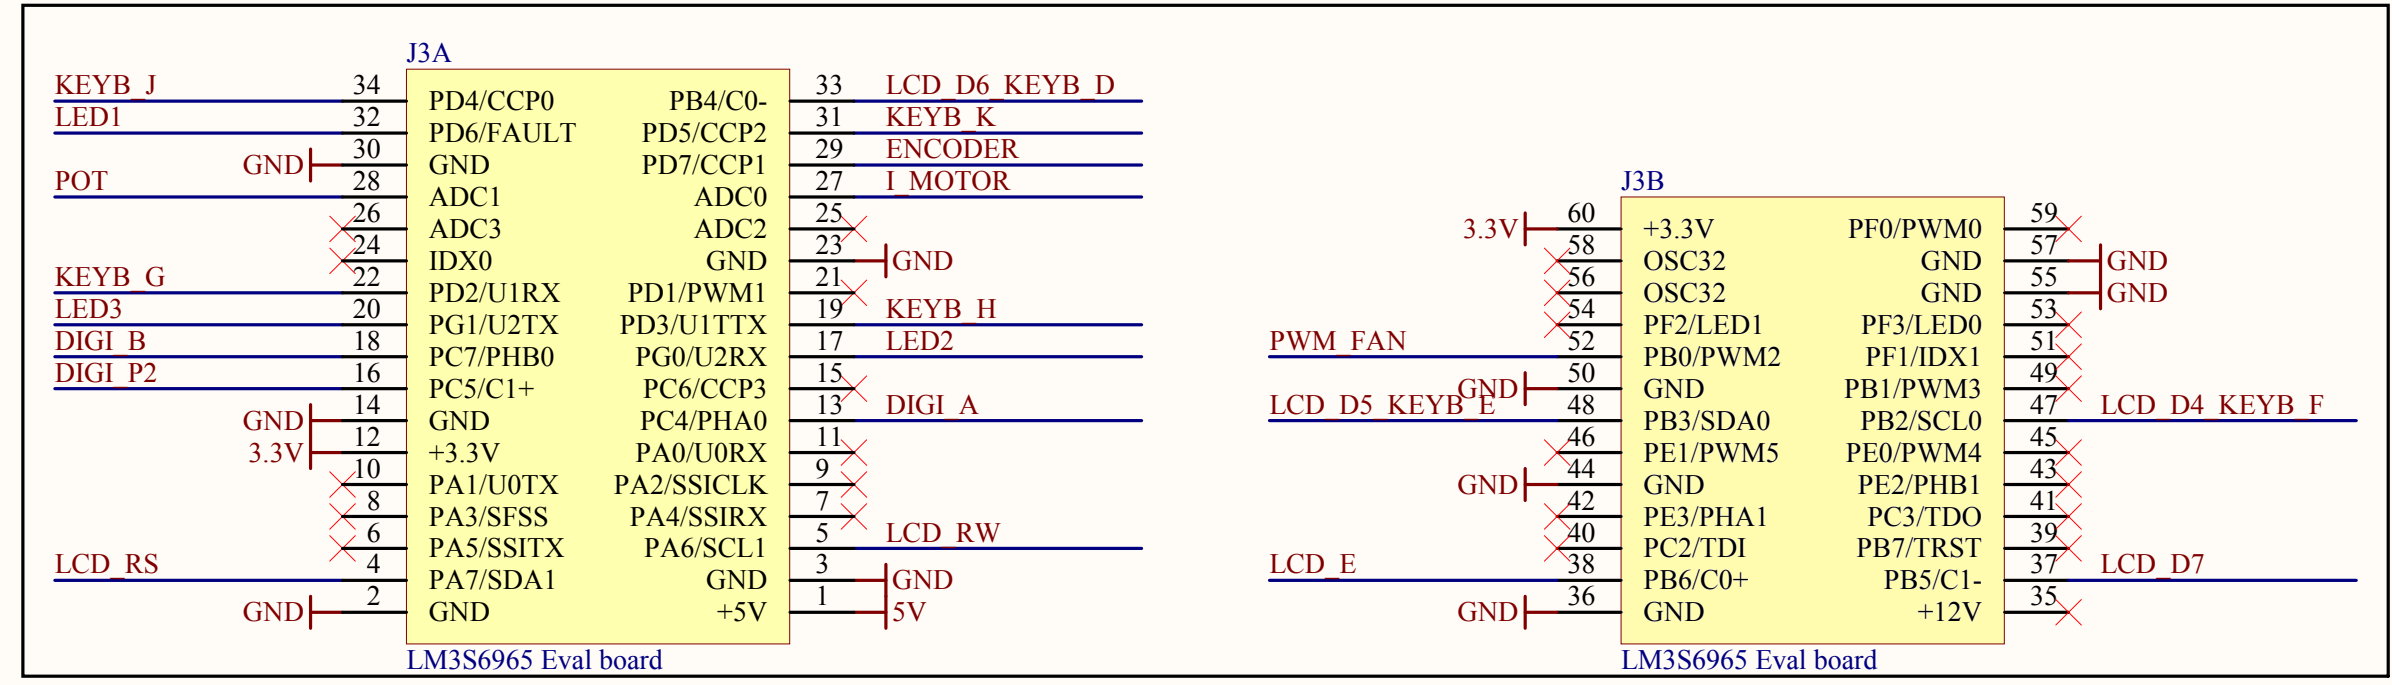 J3A
KEYB_J 34 PD4/CCP0 PB4/C0- 33 LCD_D6_KEYB_D
LED1 32 PD6/FAULT PD5/CCP2 31 KEYB_K
GND 30 GND PD7/CCP1 29 ENCODER
POT 28 ADC1 ADC0 27 I_MOTOR
26 ADC3 ADC2 25
24 IDX0 GND 23 GND
KEYB_G 22 PD2/U1RX PD1/PWM1 21
LED3 20 PG1/U2TX PD3/U1TTX 19 KEYB_H
DIGI_B 18 PC7/PHB0 PG0/U2RX 17 LED2
DIGI_P2 16 PC5/C1+ PC6/CCP3 15
GND 14 GND PC4/PHA0 13 DIGI_A
3.3V 12 +3.3V PA0/U0RX 11
10 PA1/U0TX PA2/SSICLK 9
8 PA3/SFSS PA4/SSIRX 7
6 PA5/SSITX PA6/SCL1 5 LCD_RW
LCD_RS 4 PA7/SDA1 GND 3 GND
GND 2 GND +5V 1 5V
LM3S6965 Eval board
J3B
3.3V 60 +3.3V PF0/PWM0 59
58 OSC32 GND 57 GND
56 OSC32 GND 55 GND
54 PF2/LED1 PF3/LED0 53
PWM_FAN 52 PB0/PWM2 PF1/IDX1 51
GND 50 GND PB1/PWM3 49
LCD_D5_KEYB_E 48 PB3/SDA0 PB2/SCL0 47 LCD_D4_KEYB_F
46 PE1/PWM5 PE0/PWM4 45
GND 44 GND PE2/PHB1 43
42 PE3/PHA1 PC3/TDO 41
40 PC2/TDI PB7/TRST 39
LCD_E 38 PB6/C0+ PB5/C1- 37 LCD_D7
GND 36 GND +12V 35
LM3S6965 Eval board